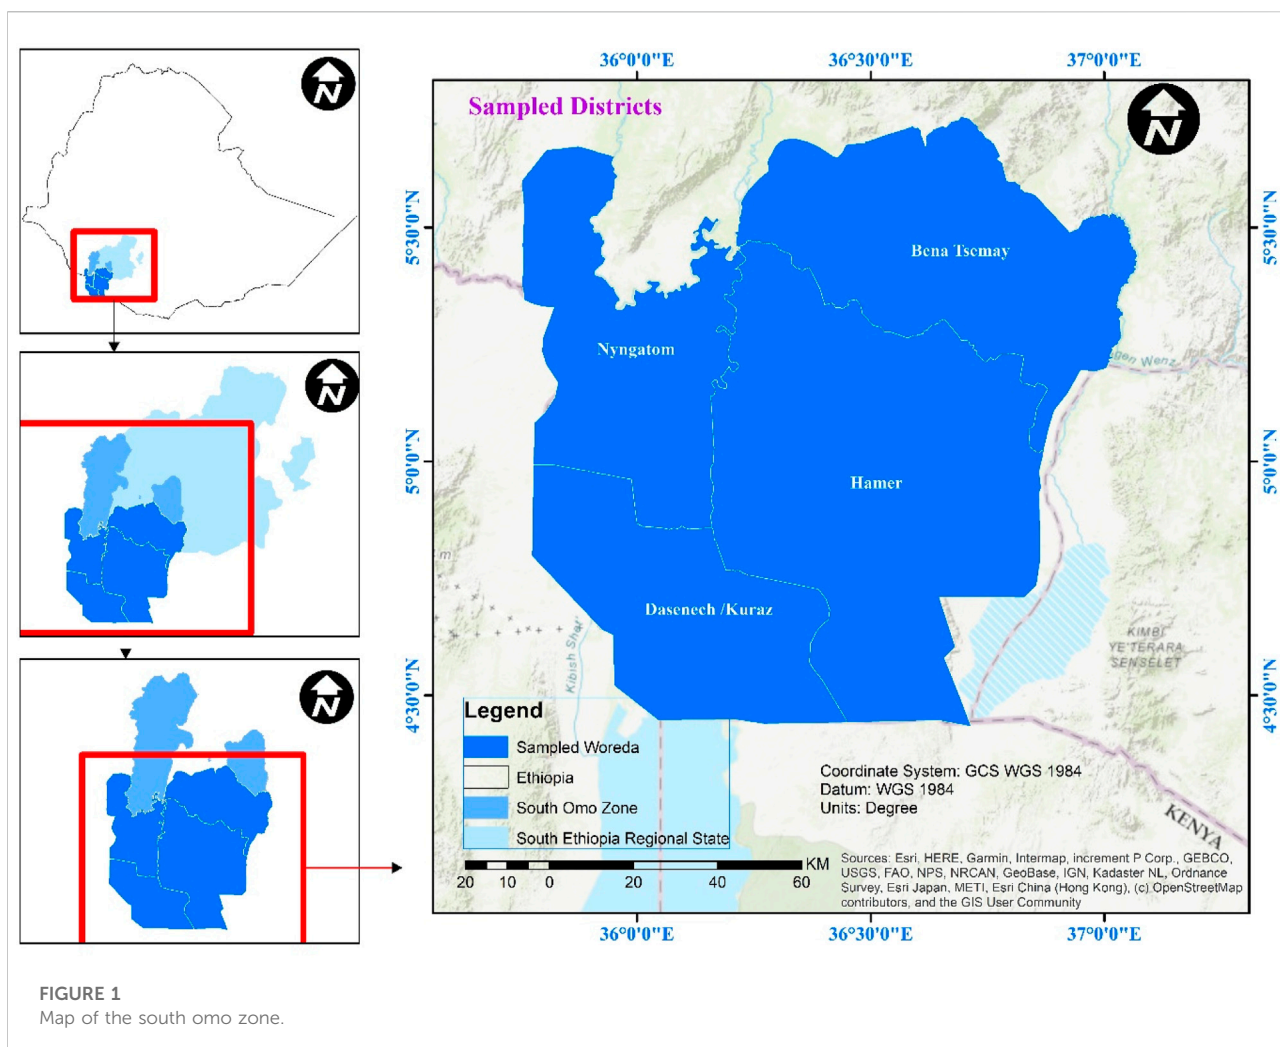 N
N
N
36°0'0"E
36°30'0"E
37°0'0"E
Sampled Districts
N
5°30'0"N
5°0'0"N
4°30'0"N
5°30'0"N
5°0'0"N
4°30'0"N
Bena Tsemay
Nyngatom
Hamer
Dasenech /Kuraz
gen Wenz
Kibish Shet'
KIMBI
YE'TERARA
SENSELET
KENYA
Legend
Sampled Woreda
Ethiopia
South Omo Zone
South Ethiopia Regional State
Coordinate System: GCS WGS 1984
Datum: WGS 1984
Units: Degree
KM
20 10 0 20 40 60
Sources: Esri, HERE, Garmin, Intermap, increment P Corp., GEBCO,
USGS, FAO, NPS, NRCAN, GeoBase, IGN, Kadaster NL, Ordnance
Survey, Esri Japan, METI, Esri China (Hong Kong), (c) OpenStreetMap
contributors, and the GIS User Community
36°0'0"E
36°30'0"E
37°0'0"E
FIGURE 1
Map of the south omo zone.